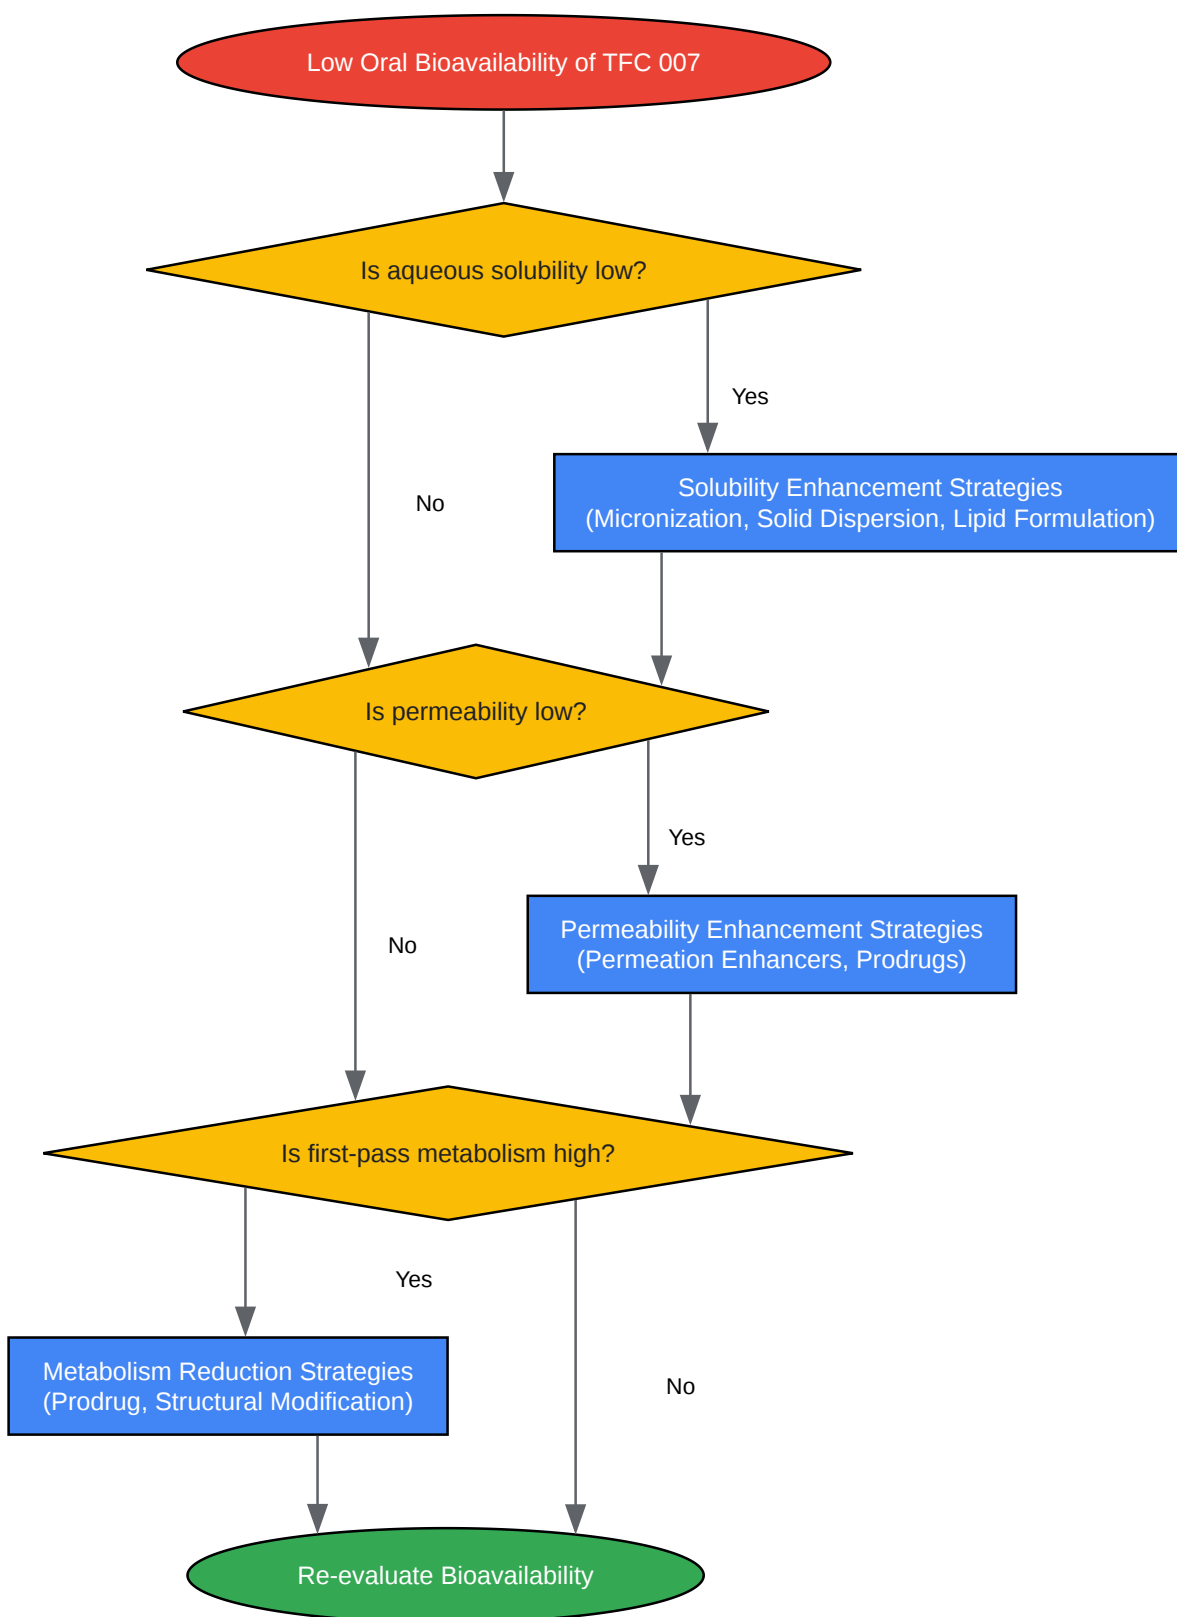 Low Oral Bioavailability of TFC 007
Is aqueous solubility low?
Yes
No
Solubility Enhancement Strategies
(Micronization, Solid Dispersion, Lipid Formulation)
Is permeability low?
Yes
No
Permeability Enhancement Strategies
(Permeation Enhancers, Prodrugs)
Is first-pass metabolism high?
Yes
Metabolism Reduction Strategies
(Prodrug, Structural Modification)
No
Re-evaluate Bioavailability